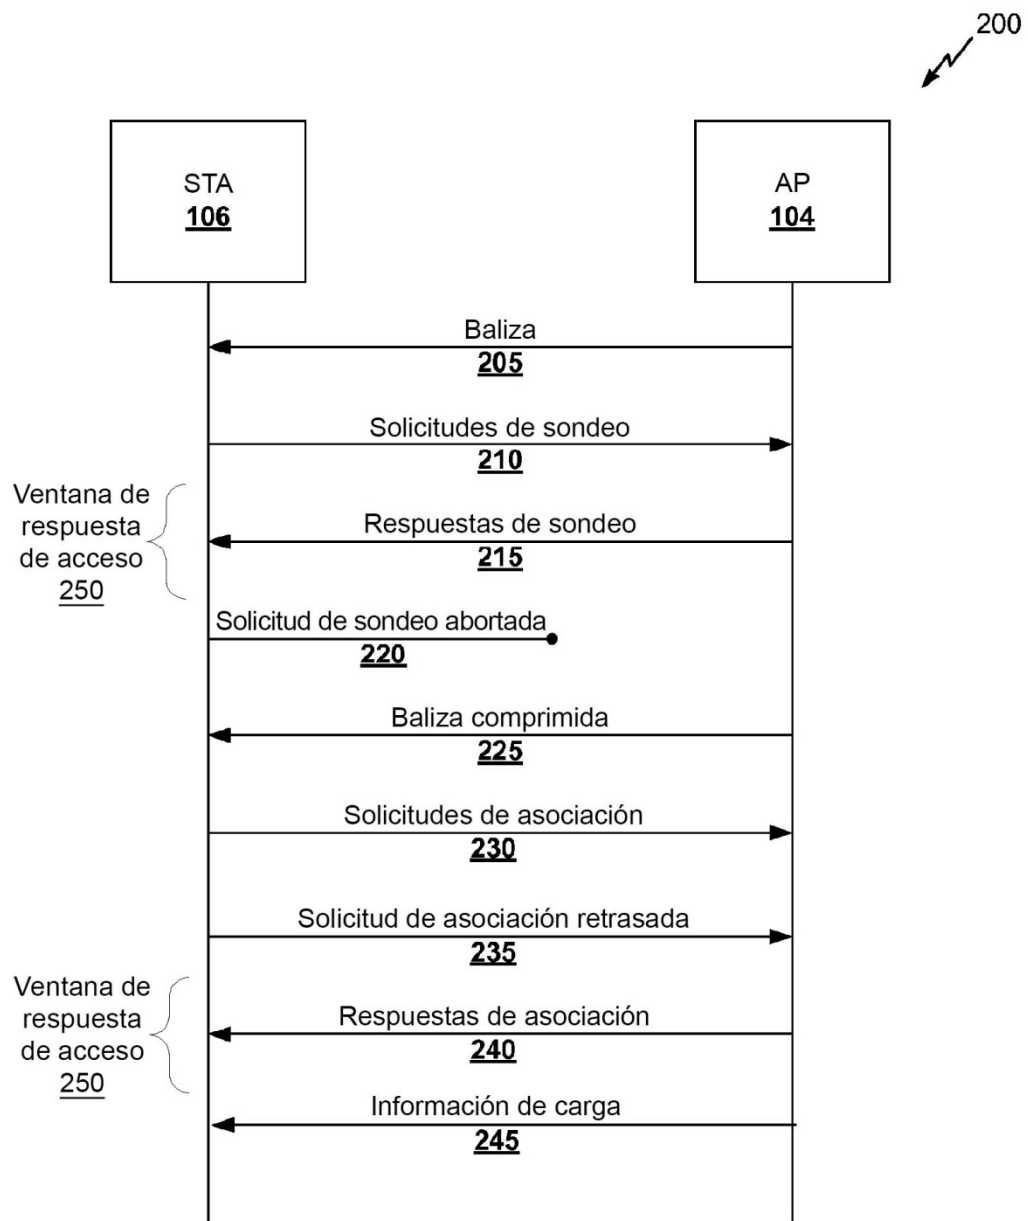 200
STA
106
AP
104
Baliza
205
Solicitudes de sondeo
210
Ventana de
respuesta
de acceso
250
Respuestas de sondeo
215
Solicitud de sondeo abortada
220
Baliza comprimida
225
Solicitudes de asociación
230
Solicitud de asociación retrasada
235
Ventana de
respuesta
de acceso
250
Respuestas de asociación
240
Información de carga
245